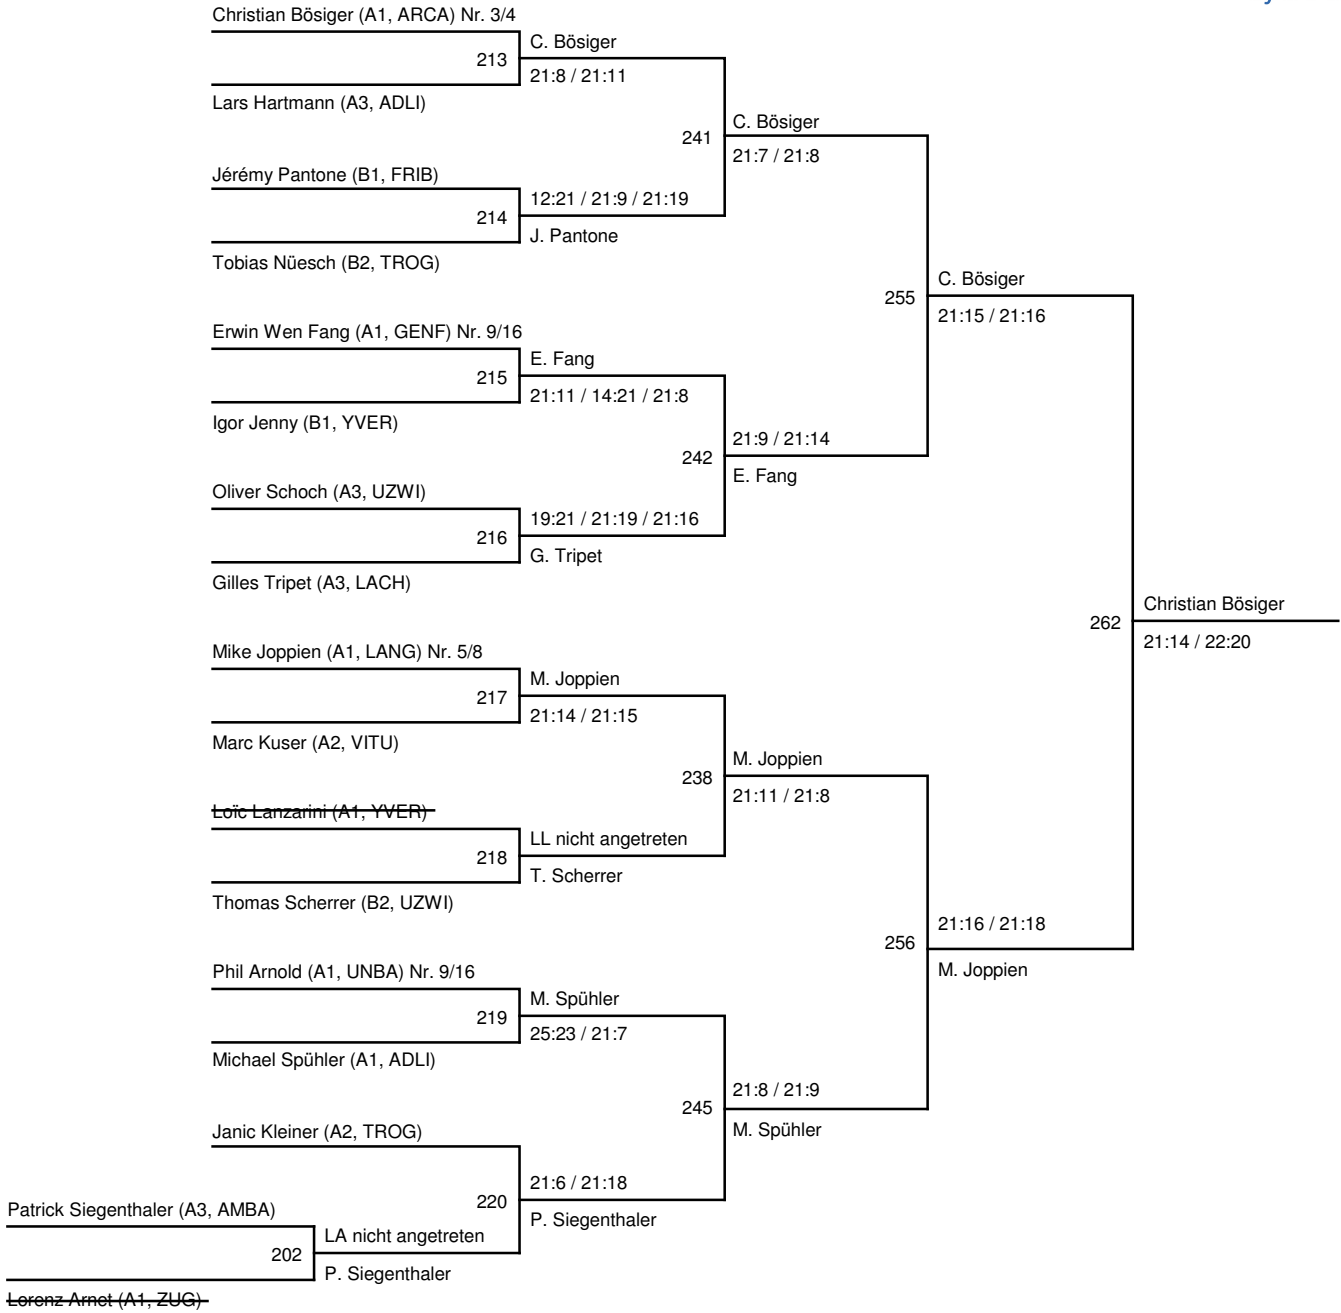 Christian Bösiger (A1, ARCA) Nr. 3/4
C. Bösiger
213
21:8 / 21:11
Lars Hartmann (A3, ADLI)
C. Bösiger
241
21:7 / 21:8
Jérémy Pantone (B1, FRIB)
12:21 / 21:9 / 21:19
214
J. Pantone
Tobias Nüesch (B2, TROG)
C. Bösiger
255
21:15 / 21:16
Erwin Wen Fang (A1, GENF) Nr. 9/16
E. Fang
215
21:11 / 14:21 / 21:8
Igor Jenny (B1, YVER)
21:9 / 21:14
242
E. Fang
Oliver Schoch (A3, UZWI)
19:21 / 21:19 / 21:16
216
G. Tripet
Gilles Tripet (A3, LACH)
Christian Bösiger
262
21:14 / 22:20
Mike Joppien (A1, LANG) Nr. 5/8
M. Joppien
217
21:14 / 21:15
Marc Kuser (A2, VITU)
M. Joppien
238
21:11 / 21:8
Loïc Lanzarini (A1, YVER)
LL nicht angetreten
218
T. Scherrer
Thomas Scherrer (B2, UZWI)
21:16 / 21:18
256
M. Joppien
Phil Arnold (A1, UNBA) Nr. 9/16
M. Spühler
219
25:23 / 21:7
Michael Spühler (A1, ADLI)
21:8 / 21:9
245
M. Spühler
Janic Kleiner (A2, TROG)
21:6 / 21:18
220
P. Siegenthaler
Patrick Siegenthaler (A3, AMBA)
LA nicht angetreten
202
P. Siegenthaler
Lorenz Arnet (A1, ZUG)